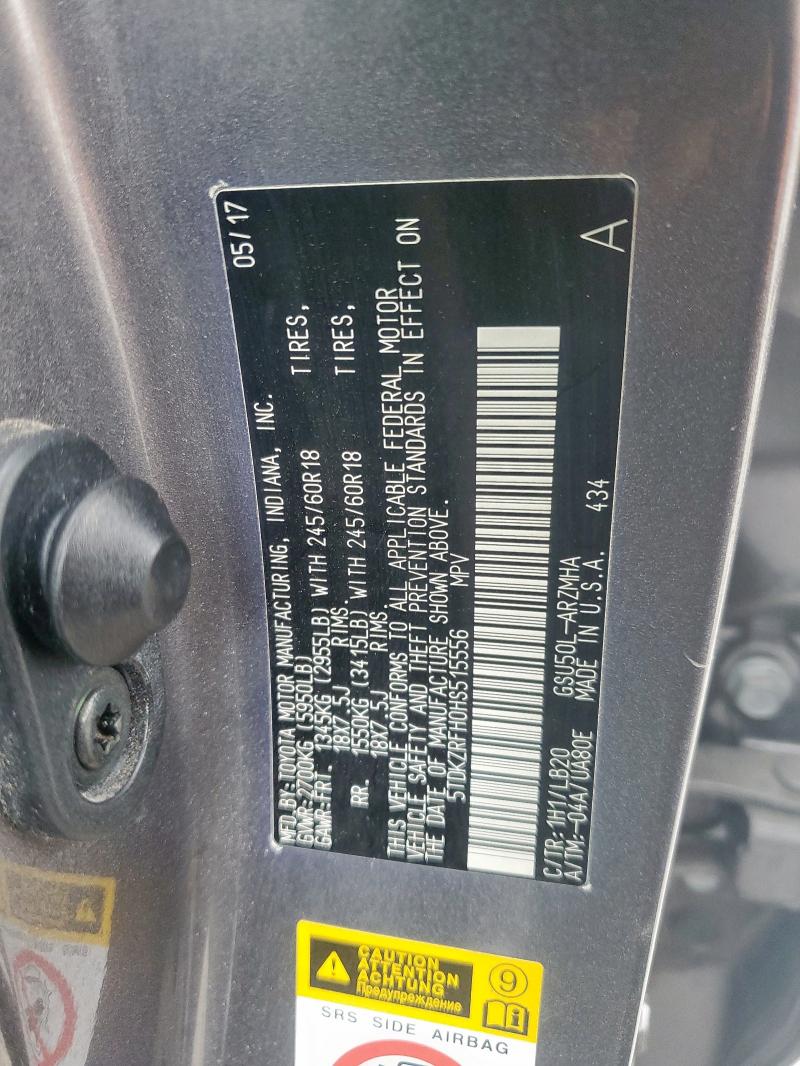 MFD.BY:TOYOTA MOTOR MANUFACTURING, INDIANA, INC. 05/17
GVWR:2700KG (5950LB)
GAWR:FRT. 1345KG (2955LB) WITH 245/60R18 TIRES,
18X7.5J RIMS
RR. 1550KG (3415LB) WITH 245/60R18 TIRES,
18X7.5J RIMS.
THIS VEHICLE CONFORMS TO ALL APPLICABLE FEDERAL MOTOR
VEHICLE SAFETY AND THEFT PREVENTION STANDARDS IN EFFECT ON
THE DATE OF MANUFACTURE SHOWN ABOVE.
5TDKZRFH0HS515556 MPV
C/TR:1H1/LB20 GSU50L-ARZMHA
A/TM:-04A/UA80E MADE IN U.S.A. 434 A
CAUTION
ATTENTION
ACHTUNG
Предупреждение
9
i
SRS SIDE AIRBAG